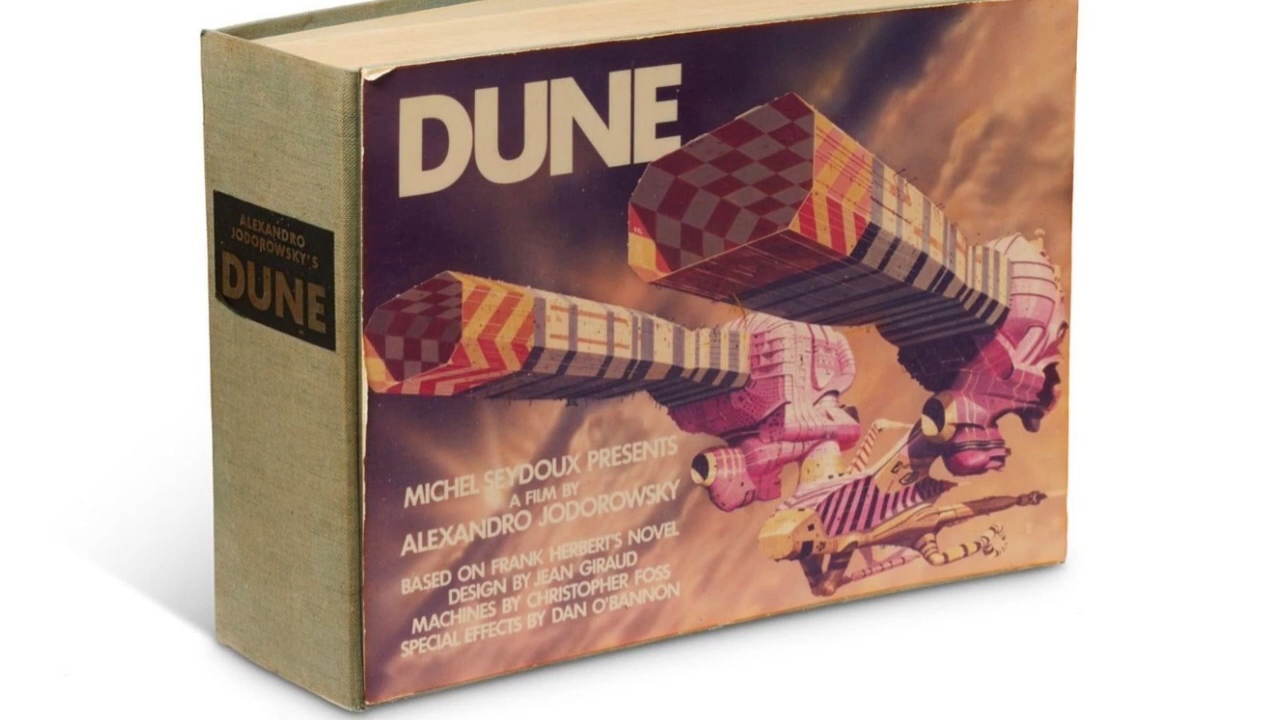 ALEXANDRO
JODOROWSKY'S
DUNE
DUNE
MICHEL SEYDOUX PRESENTS
A FILM BY
ALEXANDRO JODOROWSKY
BASED ON FRANK HERBERT'S NOVEL
DESIGN BY JEAN GIRAUD
MACHINES BY CHRISTOPHER FOSS
SPECIAL EFFECTS BY DAN O'BANNON